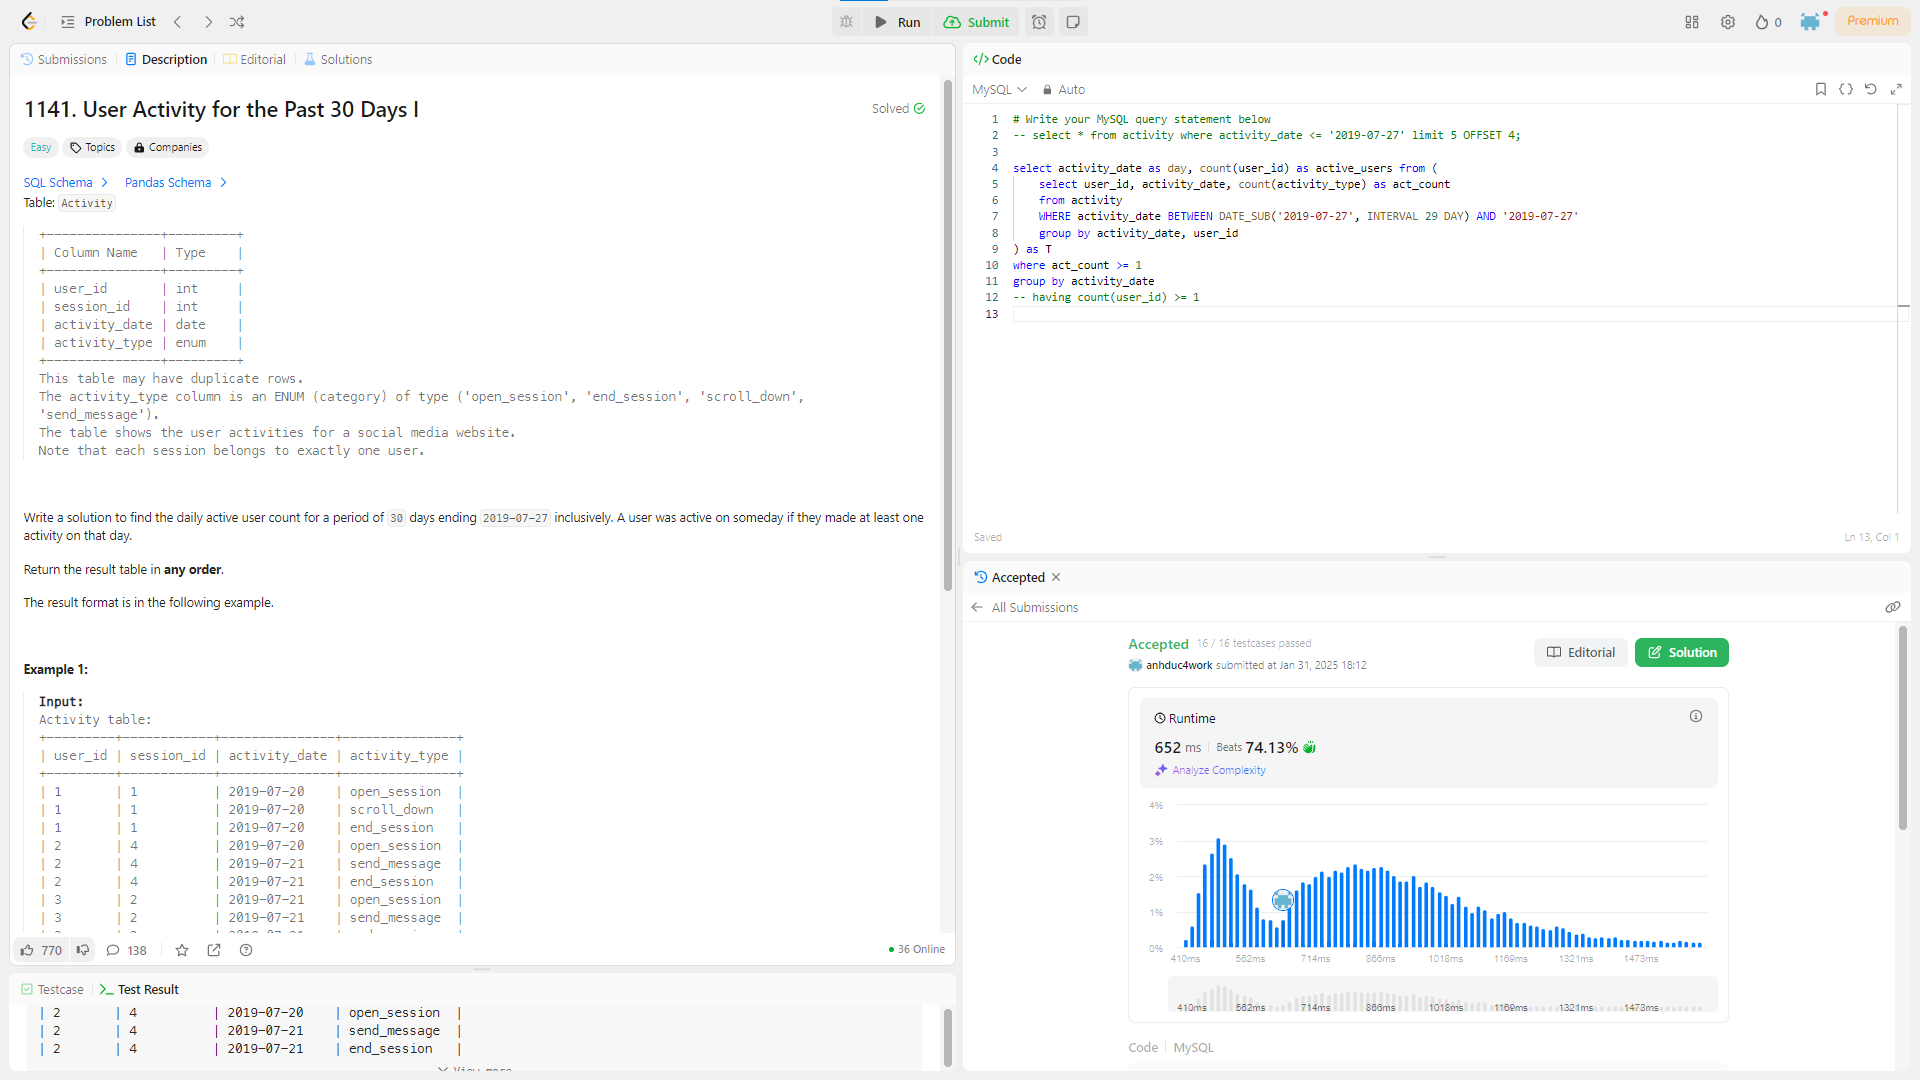 Problem List
Run
Submit
0
Premium
Submissions
Description
Editorial
Solutions
1141. User Activity for the Past 30 Days I
Solved
Easy
Topics
Companies
SQL Schema
Pandas Schema
Table: Activity
+---------------+---------+
| Column Name   | Type    |
+---------------+---------+
| user_id       | int     |
| session_id    | int     |
| activity_date | date    |
| activity_type | enum    |
+---------------+---------+
This table may have duplicate rows.
The activity_type column is an ENUM (category) of type ('open_session', 'end_session', 'scroll_down',
'send_message').
The table shows the user activities for a social media website.
Note that each session belongs to exactly one user.
Write a solution to find the daily active user count for a period of 30 days ending 2019-07-27 inclusively. A user was active on someday if they made at least one
activity on that day.
Return the result table in any order.
The result format is in the following example.
Example 1:
Input:
Activity table:
+---------+------------+---------------+---------------+
| user_id | session_id | activity_date | activity_type |
+---------+------------+---------------+---------------+
| 1       | 1          | 2019-07-20    | open_session  |
| 1       | 1          | 2019-07-20    | scroll_down   |
| 1       | 1          | 2019-07-20    | end_session   |
| 2       | 4          | 2019-07-20    | open_session  |
| 2       | 4          | 2019-07-21    | send_message  |
| 2       | 4          | 2019-07-21    | end_session   |
| 3       | 2          | 2019-07-21    | open_session  |
| 3       | 2          | 2019-07-21    | send_message  |
770
138
36 Online
Testcase
Test Result
| 2       | 4          | 2019-07-20    | open_session  |
| 2       | 4          | 2019-07-21    | send_message  |
| 2       | 4          | 2019-07-21    | end_session   |
View more
Code
MySQL
Auto
1 # Write your MySQL query statement below
2 -- select * from activity where activity_date <= '2019-07-27' limit 5 OFFSET 4;
3
4 select activity_date as day, count(user_id) as active_users from (
5     select user_id, activity_date, count(activity_type) as act_count
6     from activity
7     WHERE activity_date BETWEEN DATE_SUB('2019-07-27', INTERVAL 29 DAY) AND '2019-07-27'
8     group by activity_date, user_id
9 ) as T
10 where act_count >= 1
11 group by activity_date
12 -- having count(user_id) >= 1
13
Saved
Ln 13, Col 1
Accepted
All Submissions
Accepted 16 / 16 testcases passed
anhduc4work submitted at Jan 31, 2025 18:12
Editorial
Solution
Runtime
652 ms Beats 74.13%
Analyze Complexity
4%
3%
2%
1%
0%
410ms 562ms 714ms 866ms 1018ms 1169ms 1321ms 1473ms
410ms 562ms 714ms 866ms 1018ms 1169ms 1321ms 1473ms
Code
MySQL